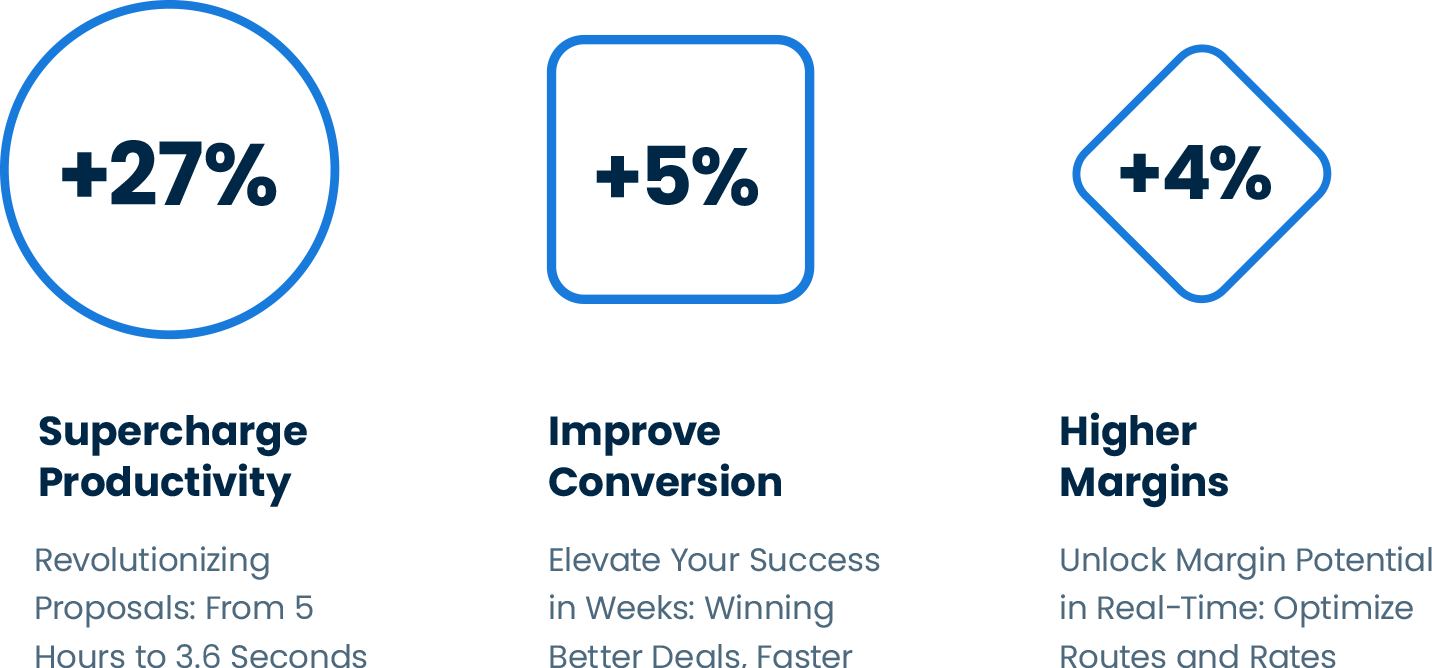 +27%
Supercharge
Productivity
Revolutionizing
Proposals: From 5
Hours to 3.6 Seconds
+5%
Improve
Conversion
Elevate Your Success
in Weeks: Winning
Better Deals, Faster
+4%
Higher
Margins
Unlock Margin Potential
in Real-Time: Optimize
Routes and Rates